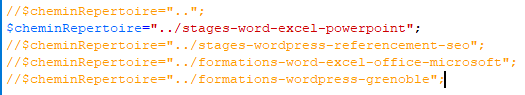 //$cheminRepertoire="..";
$cheminRepertoire="../stages-word-excel-powerpoint";
//$cheminRepertoire="../stages-wordpress-referencement-seo";
//$cheminRepertoire="../formations-word-excel-office-microsoft";
//$cheminRepertoire="../formations-wordpress-grenoble";